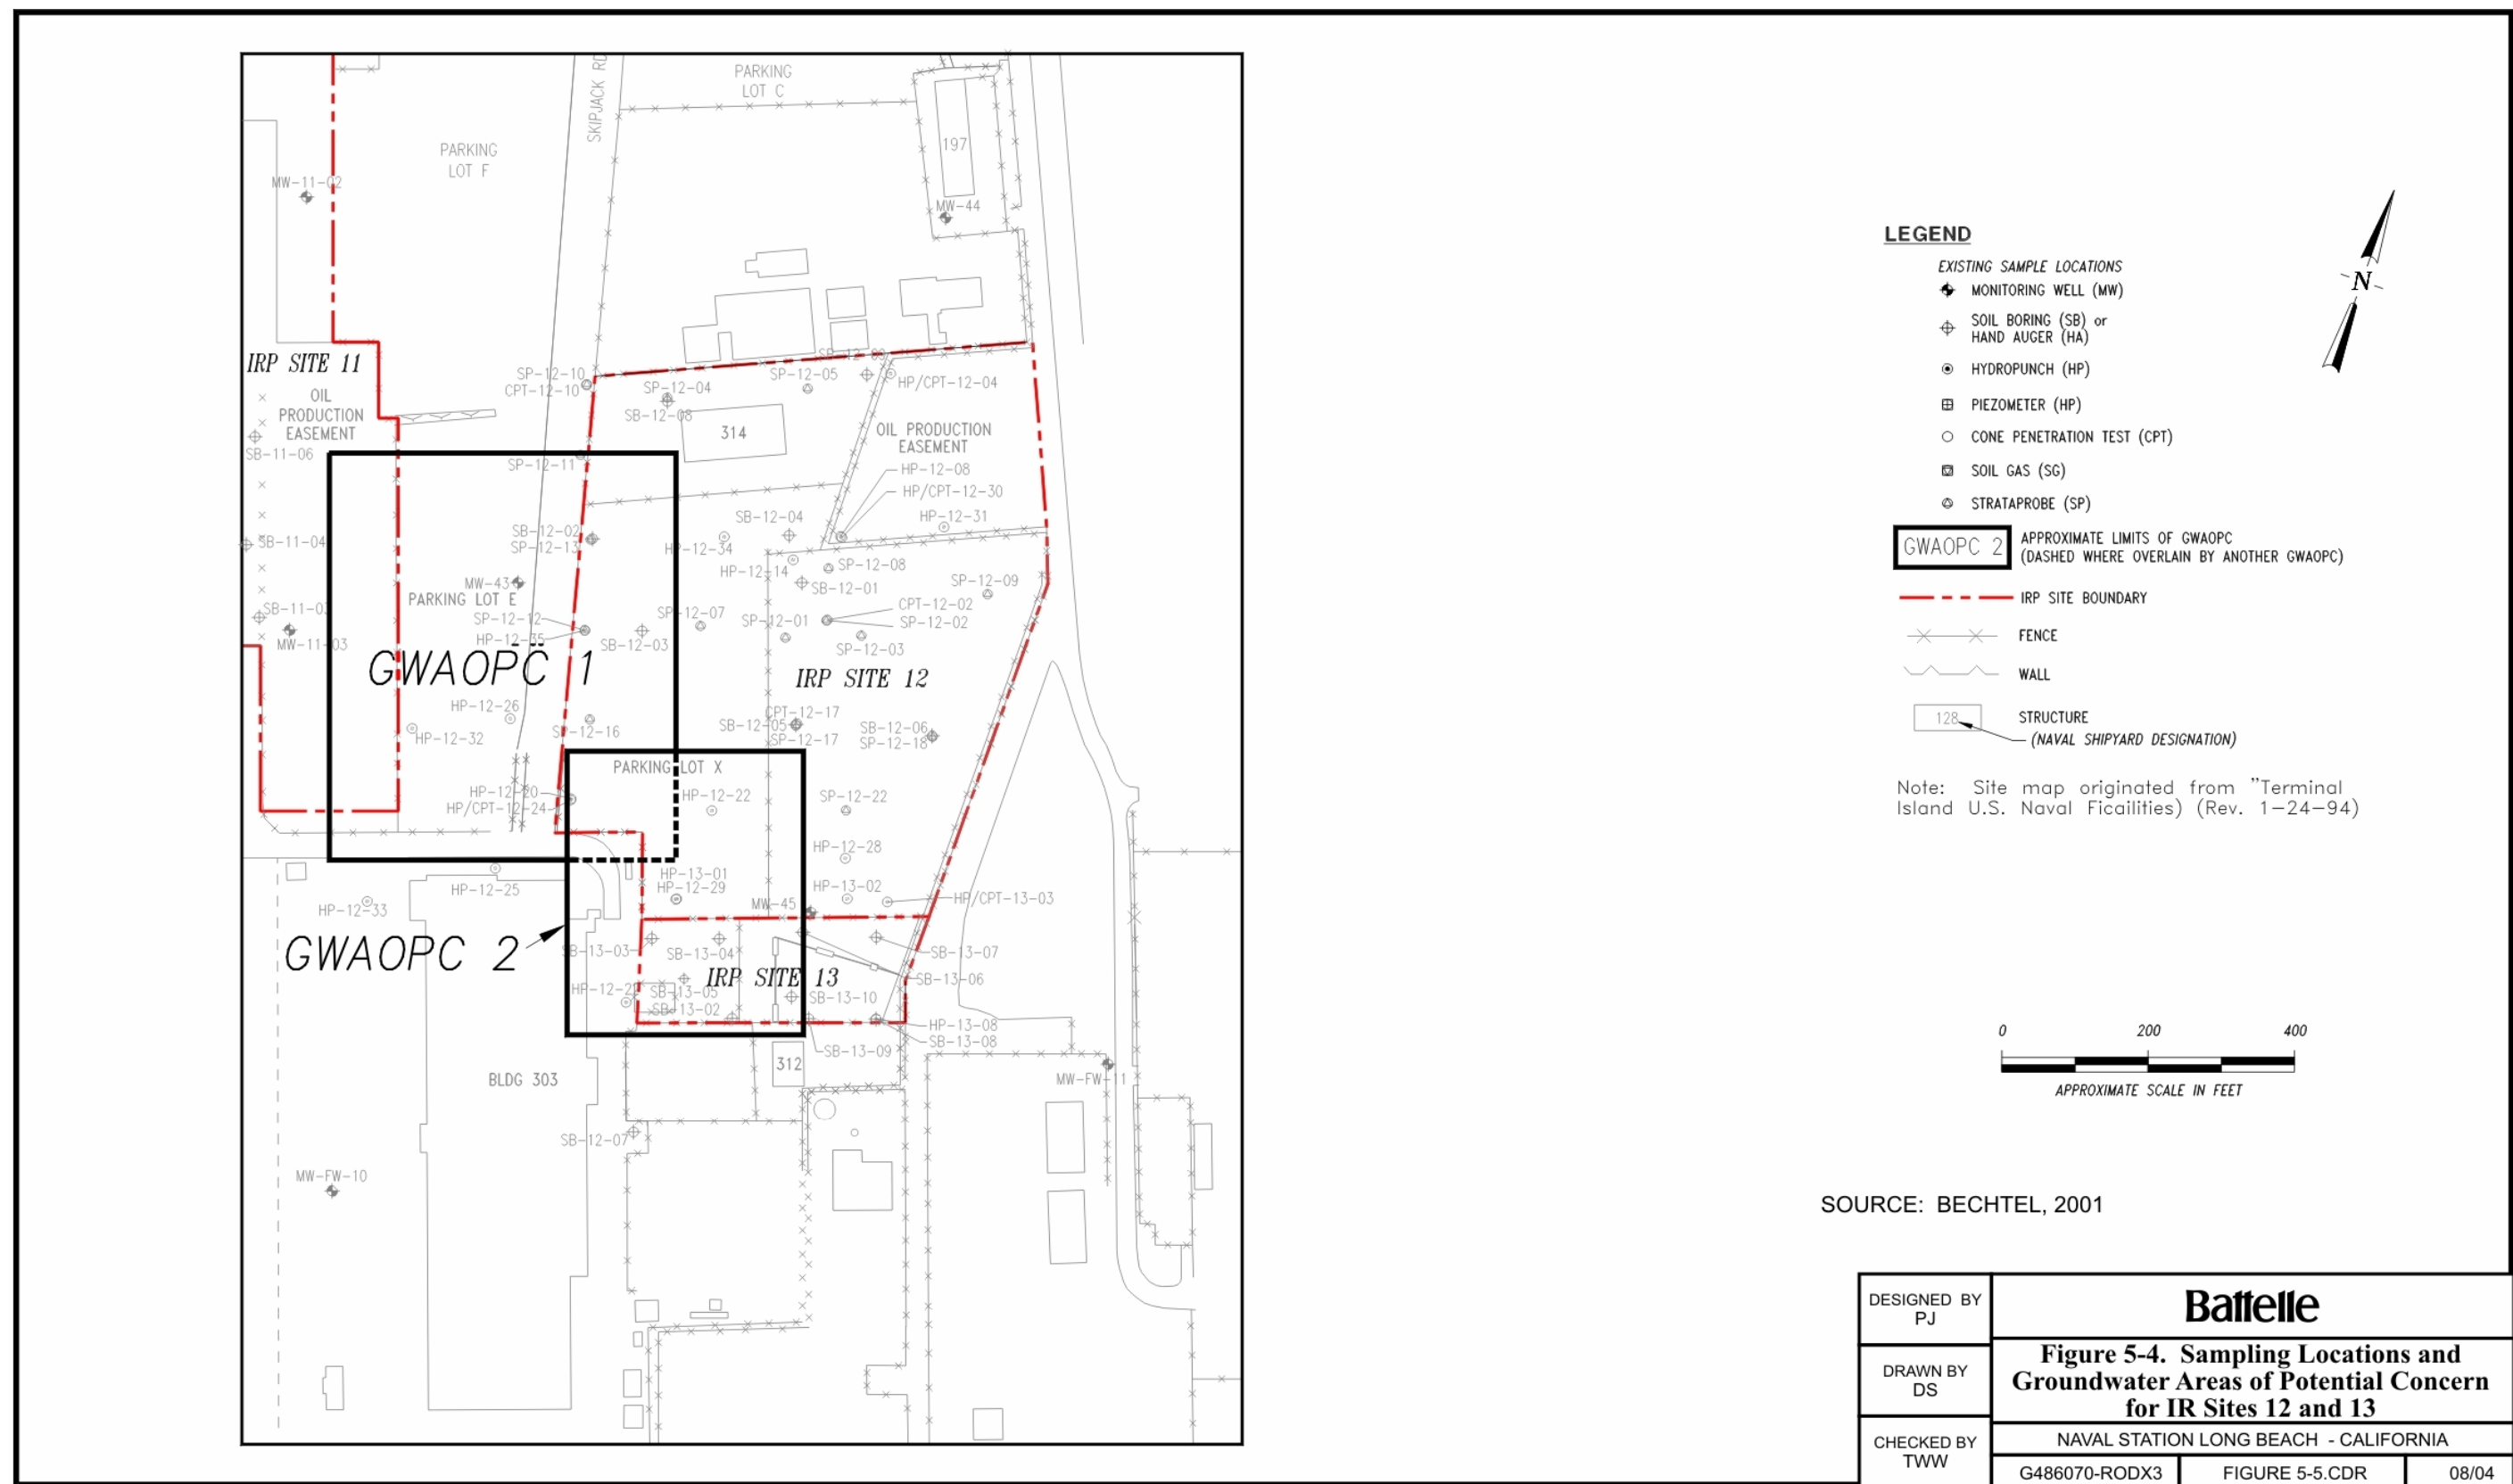 SKIPJACK RD
PARKING
LOT C
197
PARKING
LOT F
MW-11-02
MW-44
IRP SITE 11
OIL
PRODUCTION
EASEMENT
SB-11-06
SP-12-10
CPT-12-10
SP-12-04
SB-12-08
SP-12-05
HP/CPT-12-04
314
OIL PRODUCTION
EASEMENT
SP-12-11
HP-12-08
HP/CPT-12-30
SB-12-04
HP-12-31
SB-12-02
SP-12-13
HP-12-34
SB-11-04
HP-12-14
SP-12-08
MW-43
SB-12-01
SP-12-09
PARKING LOT E
CPT-12-02
SP-12-07
SP-12-01
SP-12-02
SP-12-12
HP-12-35
SB-12-03
SP-12-03
MW-11-03
GWAOPC 1
IRP SITE 12
HP-12-26
HP-12-32
SP-12-16
CPT-12-17
SB-12-05
SP-12-17
SB-12-06
SP-12-18
PARKING LOT X
HP-12-20
HP/CPT-12-24
HP-12-22
SP-12-22
HP-12-28
HP-12-25
HP-13-01
HP-12-29
HP-13-02
HP/CPT-13-03
HP-12-33
MW-45
GWAOPC 2
SB-13-03
SB-13-04
SB-13-07
IRP SITE 13
SB-13-06
SB-13-05
SB-13-02
SB-13-10
HP-13-08
SB-13-08
SB-13-09
312
BLDG 303
MW-FW-11
SB-12-07
MW-FW-10
LEGEND
EXISTING SAMPLE LOCATIONS
MONITORING WELL (MW)
SOIL BORING (SB) or
HAND AUGER (HA)
HYDROPUNCH (HP)
PIEZOMETER (HP)
CONE PENETRATION TEST (CPT)
SOIL GAS (SG)
STRATAPROBE (SP)
GWAOPC 2
APPROXIMATE LIMITS OF GWAOPC
(DASHED WHERE OVERLAIN BY ANOTHER GWAOPC)
IRP SITE BOUNDARY
FENCE
WALL
128
STRUCTURE
(NAVAL SHIPYARD DESIGNATION)
Note: Site map originated from "Terminal
Island U.S. Naval Ficailities) (Rev. 1-24-94)
N
0 200 400
APPROXIMATE SCALE IN FEET
SOURCE: BECHTEL, 2001
DESIGNED BY
PJ
DRAWN BY
DS
CHECKED BY
TWW
Battelle
Figure 5-4. Sampling Locations and
Groundwater Areas of Potential Concern
for IR Sites 12 and 13
NAVAL STATION LONG BEACH - CALIFORNIA
G486070-RODX3
FIGURE 5-5.CDR
08/04